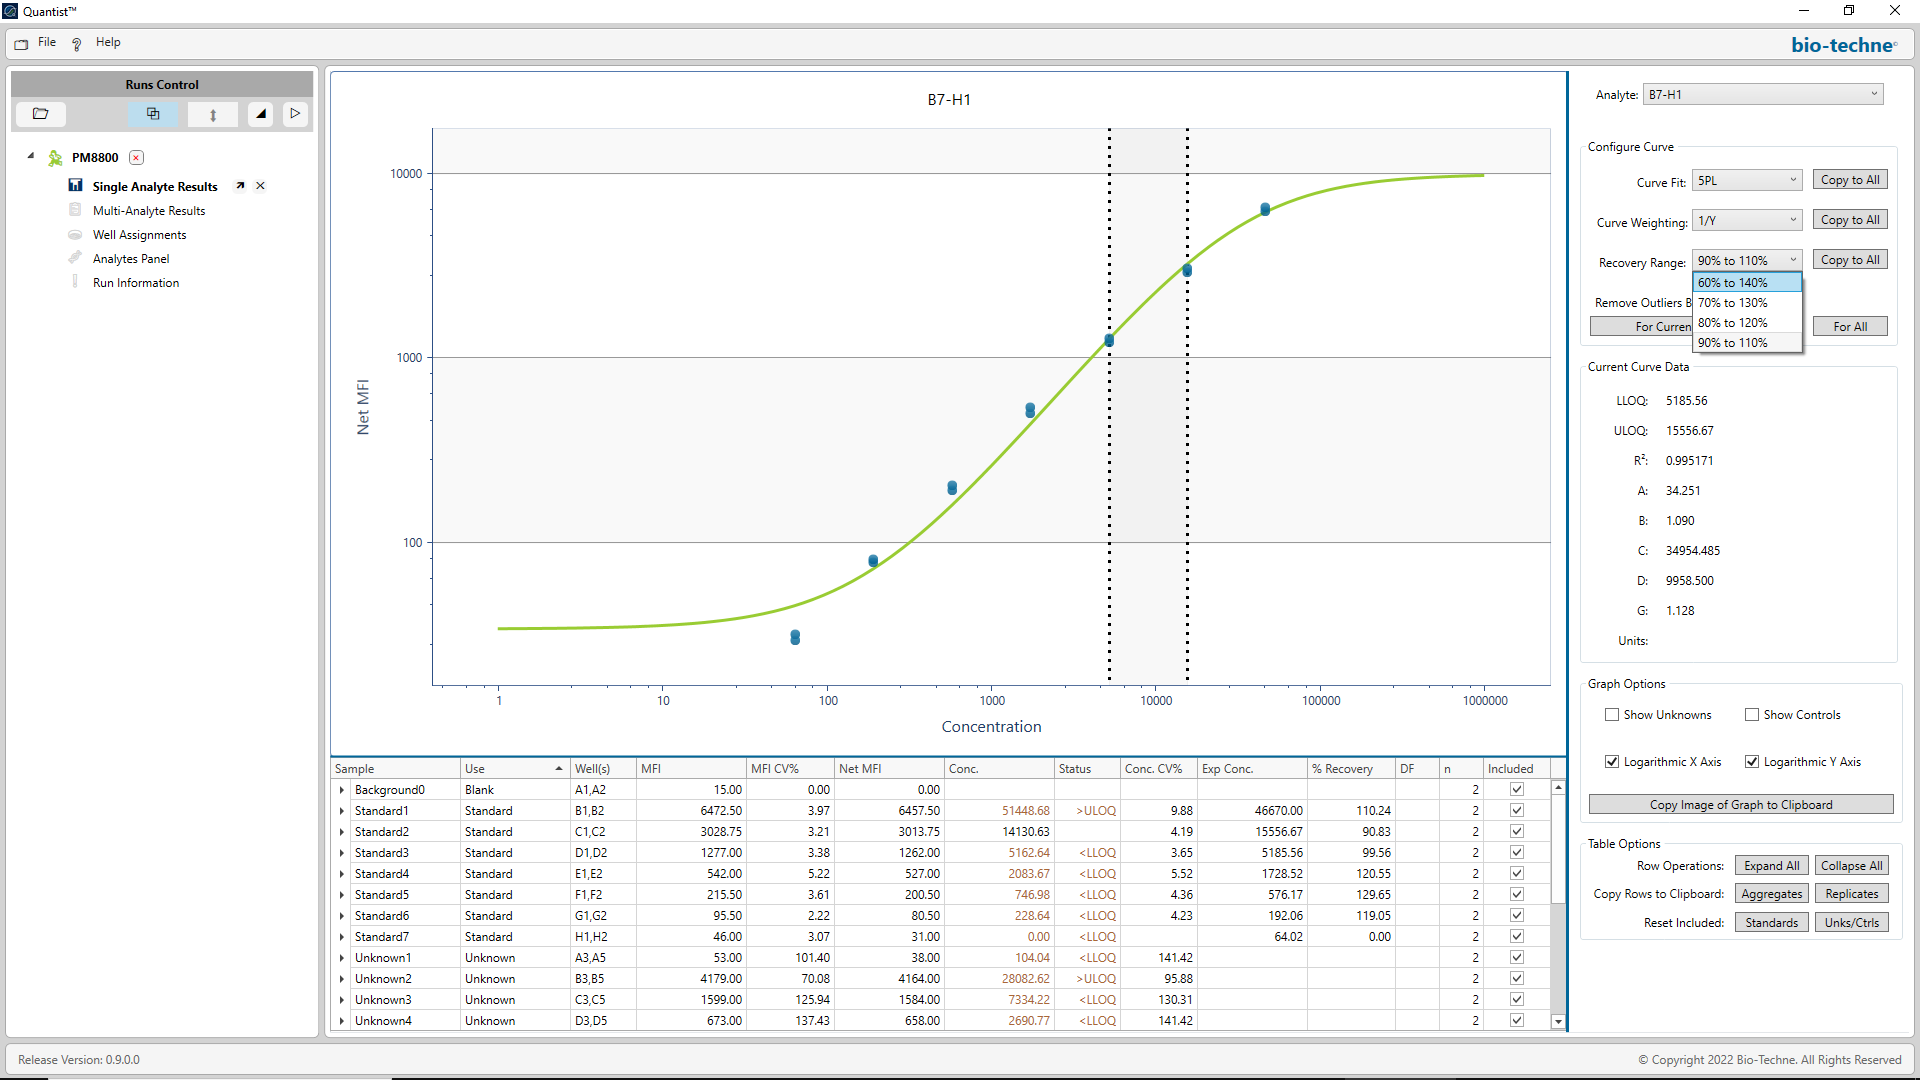 Quantist™
File Help
bio-techne®
Runs Control
PM8800
Single Analyte Results
Multi-Analyte Results
Well Assignments
Analytes Panel
Run Information
B7-H1
Net MFI
10000
1000
100
1 10 100 1000 10000 100000 1000000
Concentration
Analyte: B7-H1
Configure Curve
Curve Fit: 5PL Copy to All
Curve Weighting: 1/Y Copy to All
Recovery Range: 90% to 110% Copy to All
60% to 140%
70% to 130%
80% to 120%
90% to 110%
Remove Outliers B
For Curren For All
Current Curve Data
LLOQ: 5185.56
ULOQ: 15556.67
R²: 0.995171
A: 34.251
B: 1.090
C: 34954.485
D: 9958.500
G: 1.128
Units:
Graph Options
Show Unknowns Show Controls
Logarithmic X Axis Logarithmic Y Axis
Copy Image of Graph to Clipboard
Table Options
Row Operations: Expand All Collapse All
Copy Rows to Clipboard: Aggregates Replicates
Reset Included: Standards Unks/Ctrls
Sample Use Well(s) MFI MFI CV% Net MFI Conc. Status Conc. CV% Exp Conc. % Recovery DF n Included
Background0 Blank A1,A2 15.00 0.00 0.00 2
Standard1 Standard B1,B2 6472.50 3.97 6457.50 51448.68 >ULOQ 9.88 46670.00 110.24 2
Standard2 Standard C1,C2 3028.75 3.21 3013.75 14130.63 4.19 15556.67 90.83 2
Standard3 Standard D1,D2 1277.00 3.38 1262.00 5162.64 <LLOQ 3.65 5185.56 99.56 2
Standard4 Standard E1,E2 542.00 5.22 527.00 2083.67 <LLOQ 5.52 1728.52 120.55 2
Standard5 Standard F1,F2 215.50 3.61 200.50 746.98 <LLOQ 4.36 576.17 129.65 2
Standard6 Standard G1,G2 95.50 2.22 80.50 228.64 <LLOQ 4.23 192.06 119.05 2
Standard7 Standard H1,H2 46.00 3.07 31.00 0.00 <LLOQ 64.02 0.00 2
Unknown1 Unknown A3,A5 53.00 101.40 38.00 104.04 <LLOQ 141.42 2
Unknown2 Unknown B3,B5 4179.00 70.08 4164.00 28082.62 >ULOQ 95.88 2
Unknown3 Unknown C3,C5 1599.00 125.94 1584.00 7334.22 <LLOQ 130.31 2
Unknown4 Unknown D3,D5 673.00 137.43 658.00 2690.77 <LLOQ 141.42 2
Release Version: 0.9.0.0
© Copyright 2022 Bio-Techne. All Rights Reserved